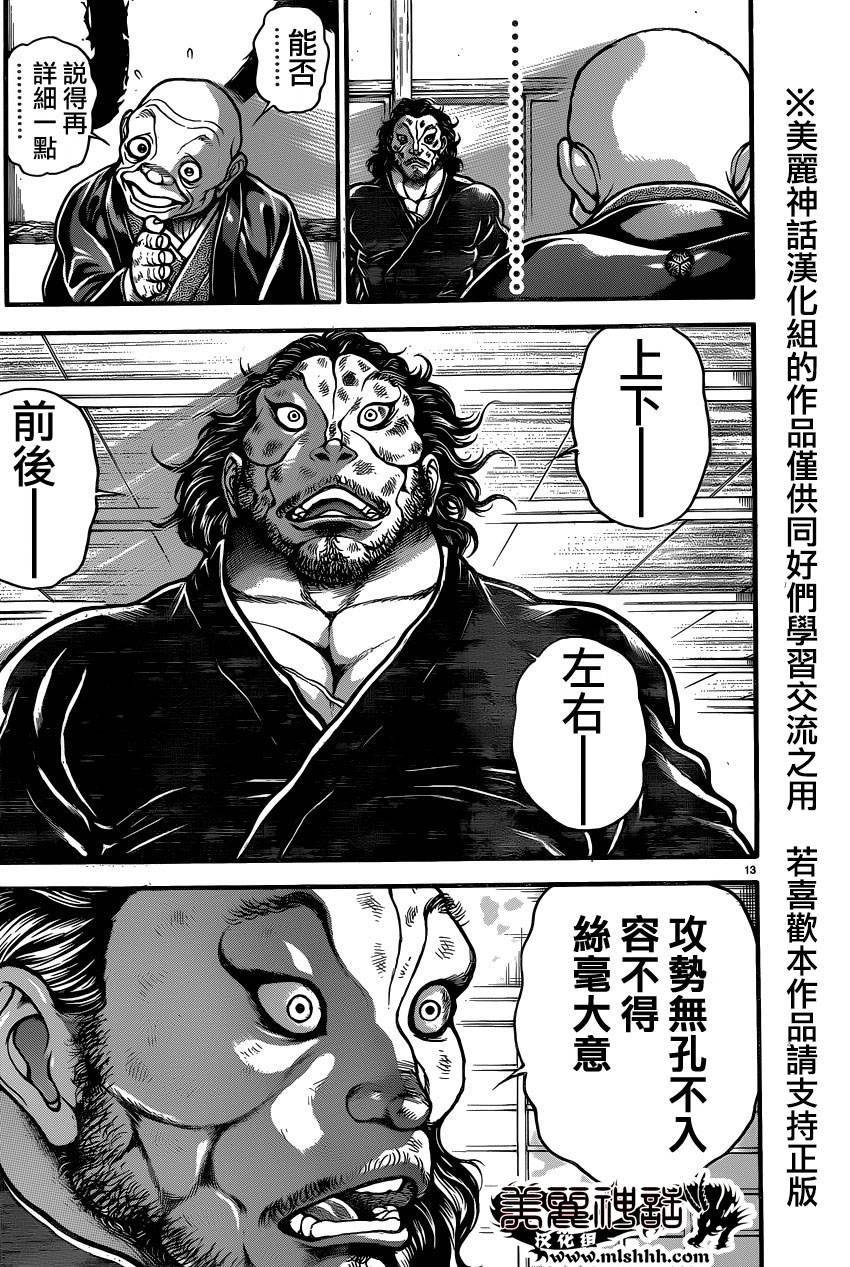 能否
………
說得再
詳細一點
………
上下——
左右——
前後——
13
攻勢無孔不入
容不得
絲毫大意
美麗神話
汉化组
www.mlshhh.com
※美麗神話漢化組的作品僅供同好們學習交流之用　若喜歡本作品請支持正版